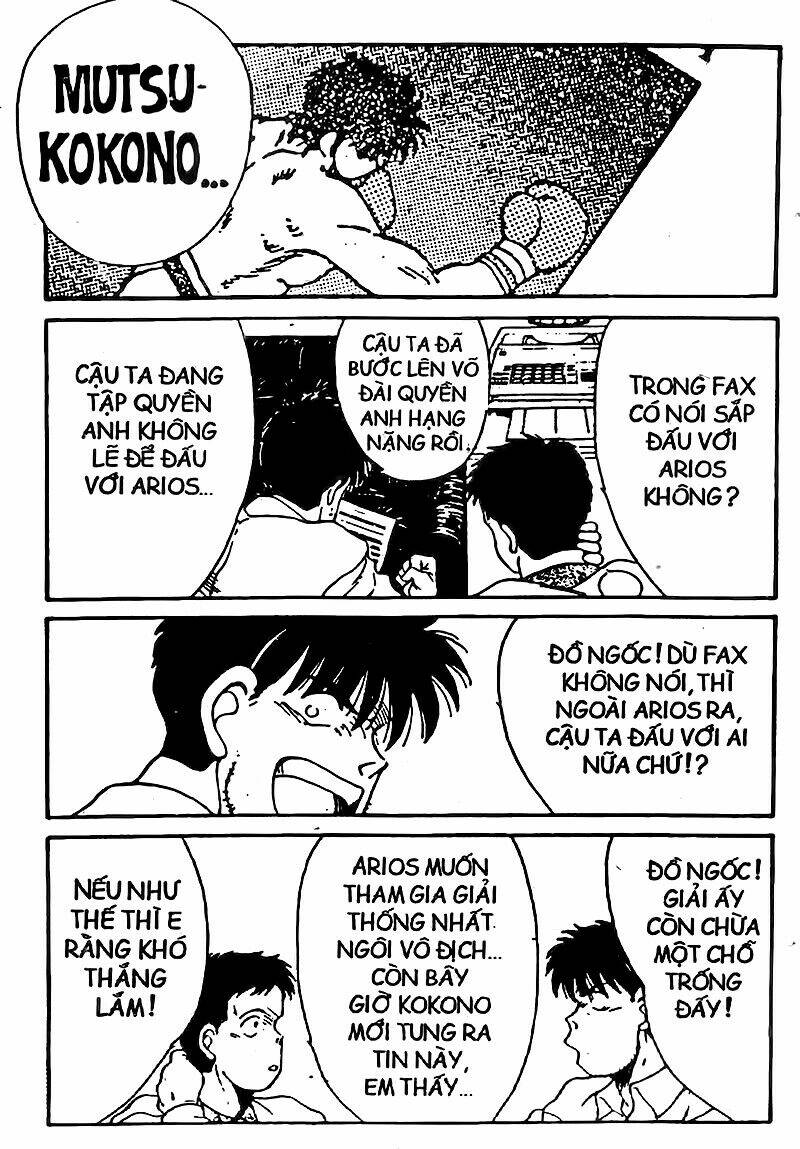 MUTSU-
KOKONO...
TRONG FAX
CÓ NÓI SẮP
ĐẤU VỚI
ARIOS
KHÔNG?
CẬU TA ĐÃ
BƯỚC LÊN VÕ
ĐÀI QUYỀN
ANH HẠNG
NẶNG RỒI.
CẬU TA ĐANG
TẬP QUYỀN
ANH KHÔNG
LẼ ĐỂ ĐẤU
VỚI ARIOS...
ĐỒ NGỐC! DÙ FAX
KHÔNG NÓI, THÌ
NGOÀI ARIOS RA,
CẬU TA ĐẤU VỚI AI
NỮA CHỨ!?
ĐỒ NGỐC!
GIẢI ẤY
CÒN CHỪA
MỘT CHỖ
TRỐNG
ĐẤY!
ARIOS MUỐN
THAM GIA GIẢI
THỐNG NHẤT
NGÔI VÔ ĐỊCH...
CÒN BÂY
GIỜ KOKONO
MỚI TUNG RA
TIN NÀY,
EM THẤY...
NẾU NHƯ
THẾ THÌ E
RẰNG KHÓ
THẮNG
LẮM!